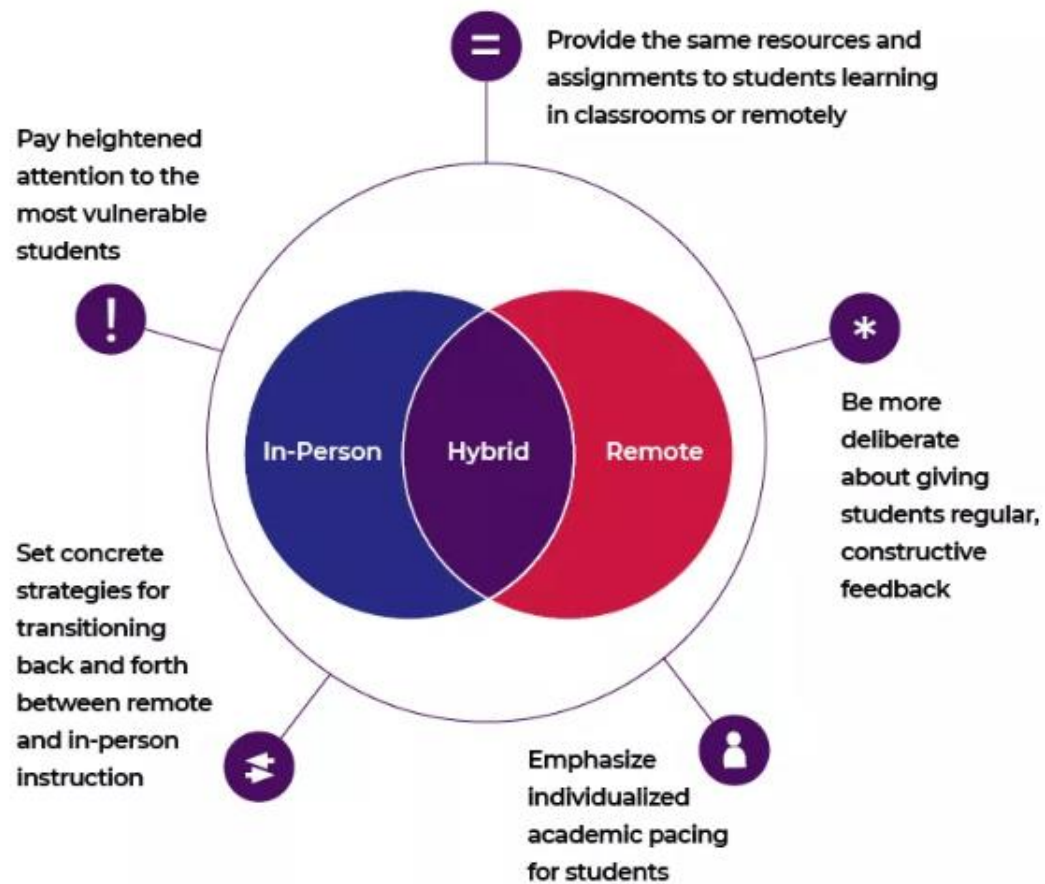 =
Provide the same resources and
assignments to students learning
in classrooms or remotely
Pay heightened
attention to the
most vulnerable
students
!
*
Be more
deliberate
about giving
students regular,
constructive
feedback
In-Person
Hybrid
Remote
Set concrete
strategies for
transitioning
back and forth
between remote
and in-person
instruction
Emphasize
individualized
academic pacing
for students